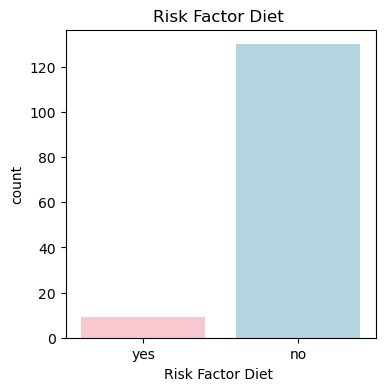 Risk Factor Diet
120
100
80
60
40
20
0
count
yes no
Risk Factor Diet